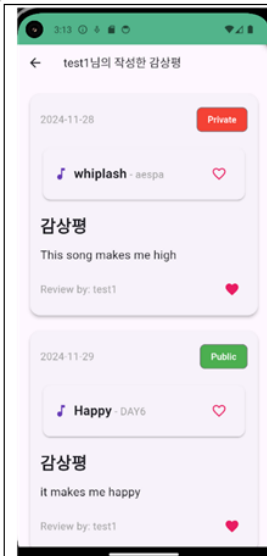 3:13
test1님의 작성한 감상평
2024-11-28 Private
whiplash - aespa
감상평
This song makes me high
Review by: test1
2024-11-29 Public
Happy - DAY6
감상평
it makes me happy
Review by: test1